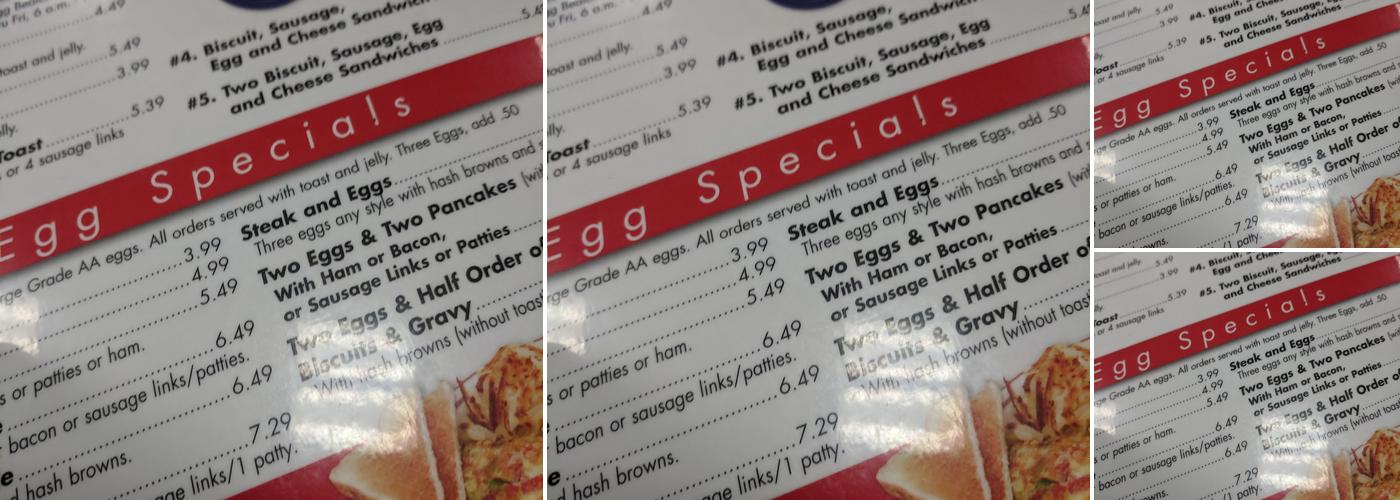 Fri, 6 a.m.
4.49
toast and jelly.
5.49
3.99
#4. Biscuit, Sausage,
Egg and Cheese Sandwich
#5. Two Biscuit, Sausage, Egg
and Cheese Sandwiches
5.39
Toast
or 4 sausage links
Egg Specials
Grade AA eggs. All orders served with toast and jelly. Three Eggs, add .50
3.99
4.99
5.49
or patties or ham.
6.49
bacon or sausage links/patties.
6.49
7.29
hash browns.
links/1 patty.
Steak and Eggs
Three eggs any style with hash browns and
Two Eggs & Two Pancakes
With Ham or Bacon,
or Sausage Links or Patties
Two Eggs & Half Order of
Biscuits & Gravy
With hash browns (without toast